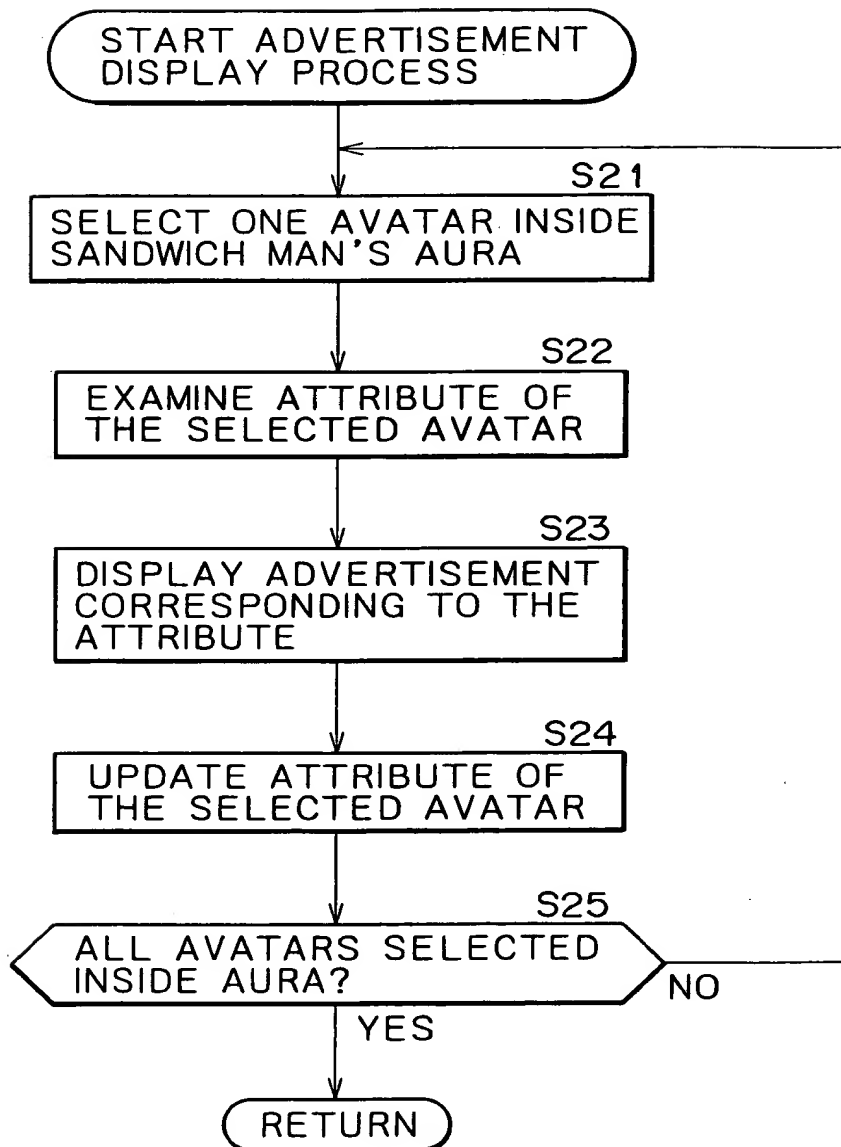 START ADVERTISEMENT
DISPLAY PROCESS
S21
SELECT ONE AVATAR INSIDE
SANDWICH MAN'S AURA
S22
EXAMINE ATTRIBUTE OF
THE SELECTED AVATAR
S23
DISPLAY ADVERTISEMENT
CORRESPONDING TO THE
ATTRIBUTE
S24
UPDATE ATTRIBUTE OF
THE SELECTED AVATAR
S25
ALL AVATARS SELECTED
INSIDE AURA?
NO
YES
RETURN